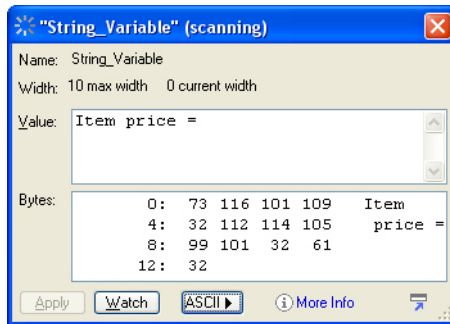 "String_Variable" (scanning)
Name: String_Variable
Width: 10 max width 0 current width
Value: Item price =
Bytes: 0: 73 116 101 109 Item
4: 32 112 114 105 price =
8: 99 101 32 61
12: 32
Apply Watch ASCII More Info